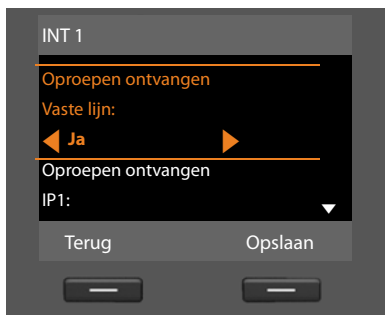 INT 1
Oproepen ontvangen
Vaste lijn:
Ja
Oproepen ontvangen
IP1:
Terug Opslaan